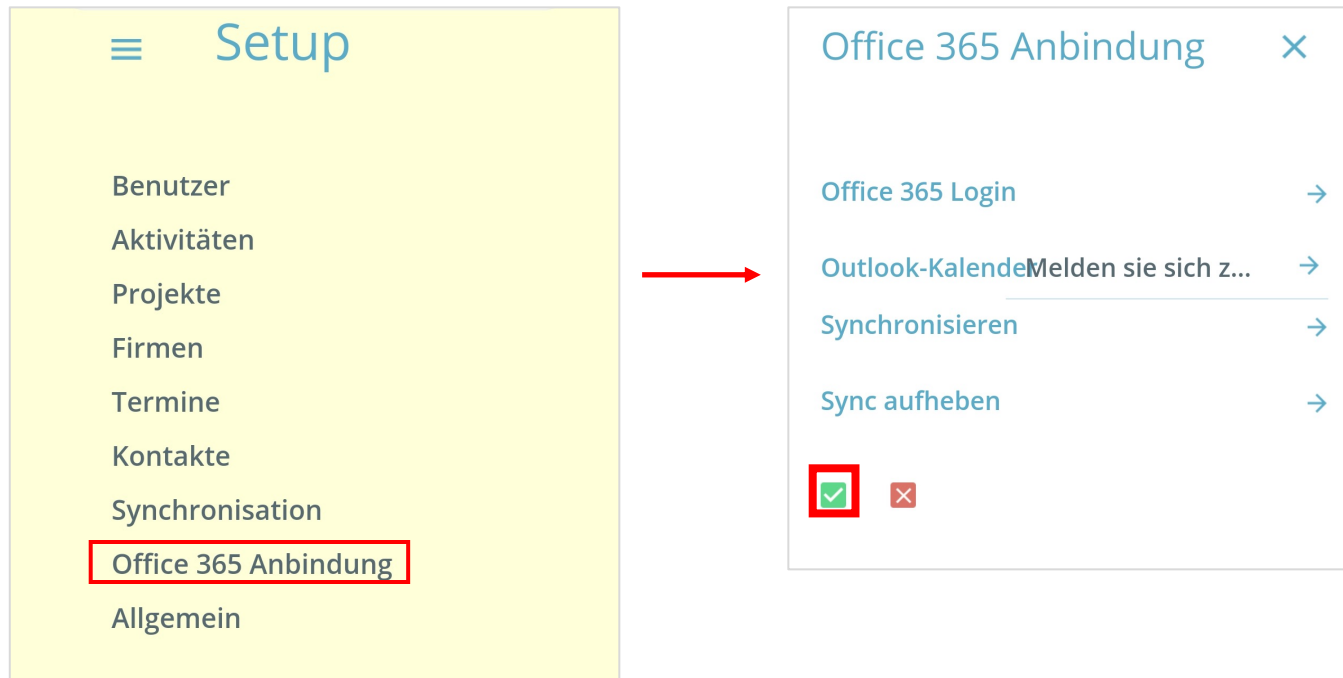 Setup
Benutzer
Aktivitäten
Projekte
Firmen
Termine
Kontakte
Synchronisation
Office 365 Anbindung
Allgemein
Office 365 Anbindung
Office 365 Login
Outlook-Kalender Melden sie sich z...
Synchronisieren
Sync aufheben